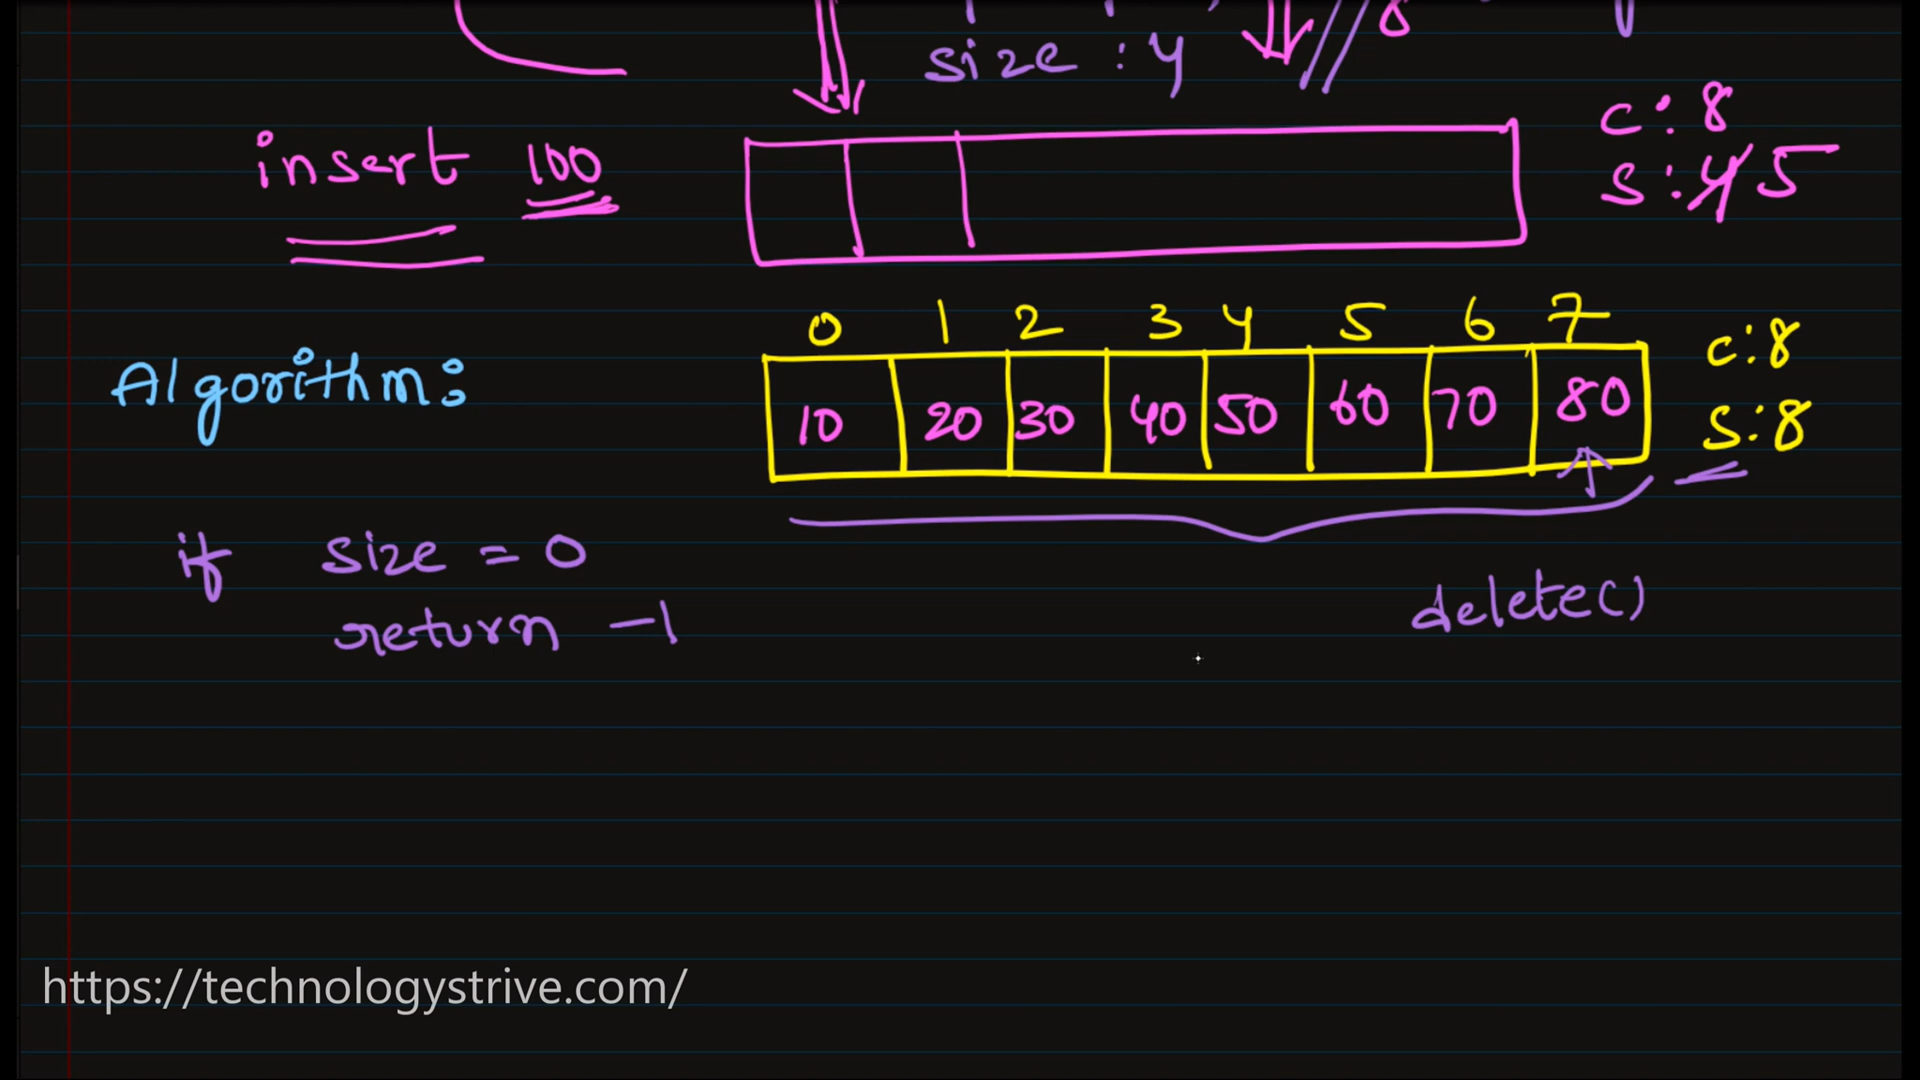 size : 4
8
insert 100
c : 8
s : 4 5
0 1 2 3 4 5 6 7
Algorithm:
10 20 30 40 50 60 70 80
c:8
s:8
if size = 0
return -1
delete()
https://technologystrive.com/